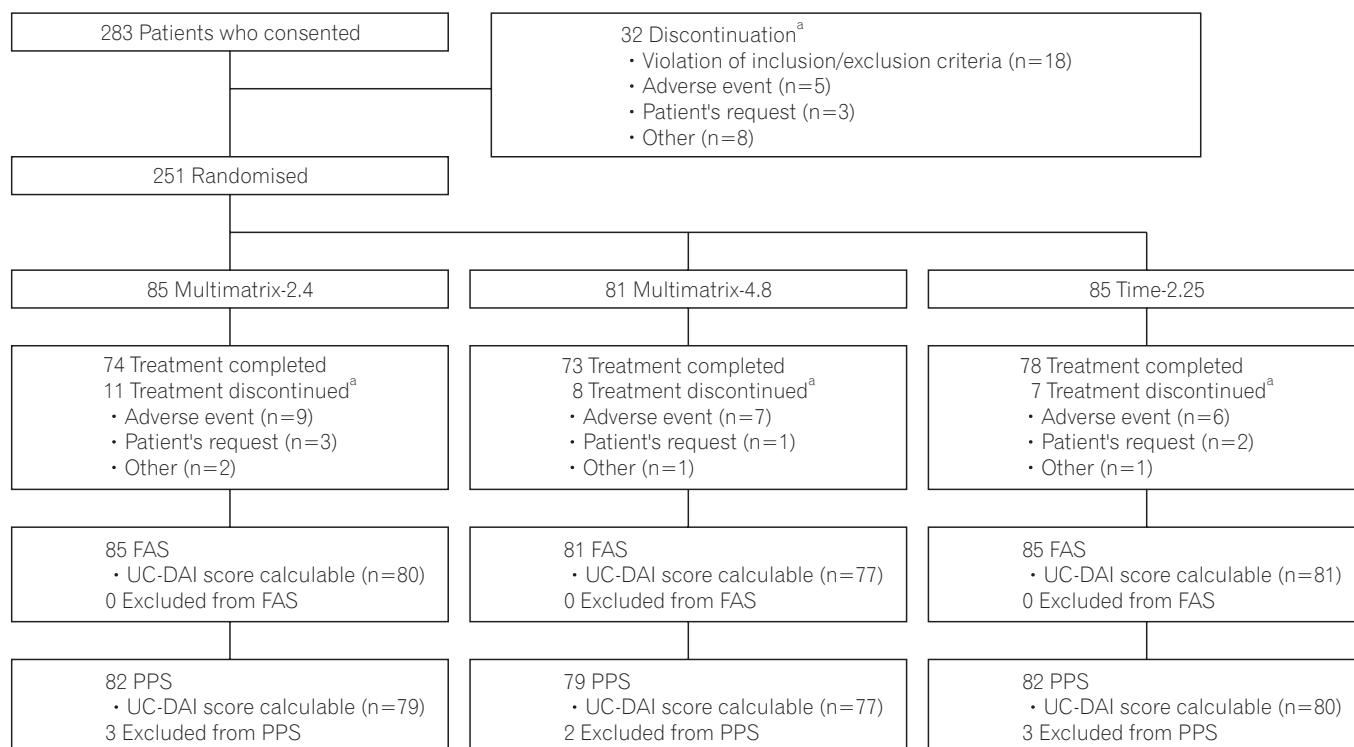 283 Patients who consented
32 Discontinuationᵃ
・Violation of inclusion/exclusion criteria (n=18)
・Adverse event (n=5)
・Patient's request (n=3)
・Other (n=8)
251 Randomised
85 Multimatrix-2.4
81 Multimatrix-4.8
85 Time-2.25
74 Treatment completed
11 Treatment discontinuedᵃ
・Adverse event (n=9)
・Patient's request (n=3)
・Other (n=2)
73 Treatment completed
8 Treatment discontinuedᵃ
・Adverse event (n=7)
・Patient's request (n=1)
・Other (n=1)
78 Treatment completed
7 Treatment discontinuedᵃ
・Adverse event (n=6)
・Patient's request (n=2)
・Other (n=1)
85 FAS
・UC-DAI score calculable (n=80)
0 Excluded from FAS
81 FAS
・UC-DAI score calculable (n=77)
0 Excluded from FAS
85 FAS
・UC-DAI score calculable (n=81)
0 Excluded from FAS
82 PPS
・UC-DAI score calculable (n=79)
3 Excluded from PPS
79 PPS
・UC-DAI score calculable (n=77)
2 Excluded from PPS
82 PPS
・UC-DAI score calculable (n=80)
3 Excluded from PPS